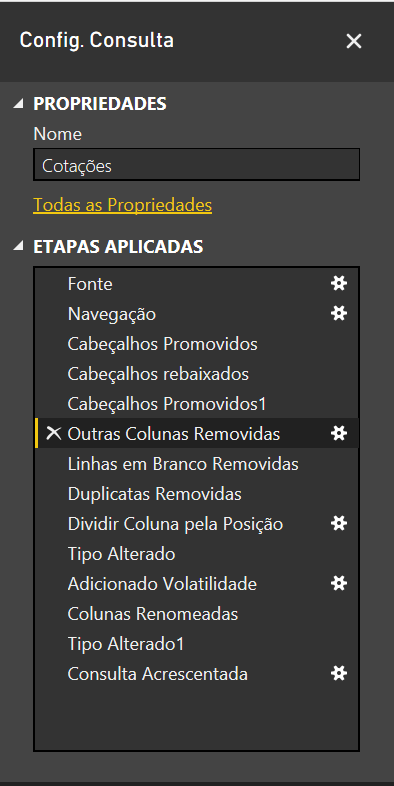 Config. Consulta
PROPRIEDADES
Nome
Cotações
Todas as Propriedades
ETAPAS APLICADAS
Fonte
Navegação
Cabeçalhos Promovidos
Cabeçalhos rebaixados
Cabeçalhos Promovidos1
Outras Colunas Removidas
Linhas em Branco Removidas
Duplicatas Removidas
Dividir Coluna pela Posição
Tipo Alterado
Adicionado Volatilidade
Colunas Renomeadas
Tipo Alterado1
Consulta Acrescentada